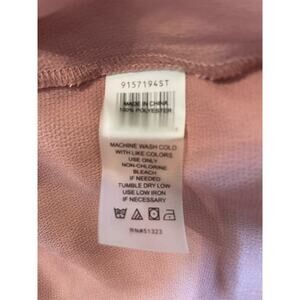 9157194ST
MADE IN CHINA
100% POLYESTER
MACHINE WASH COLD
WITH LIKE COLORS
USE ONLY
NON-CHLORINE
BLEACH
IF NEEDED
TUMBLE DRY LOW
USE LOW IRON
IF NECESSARY
RN#51323